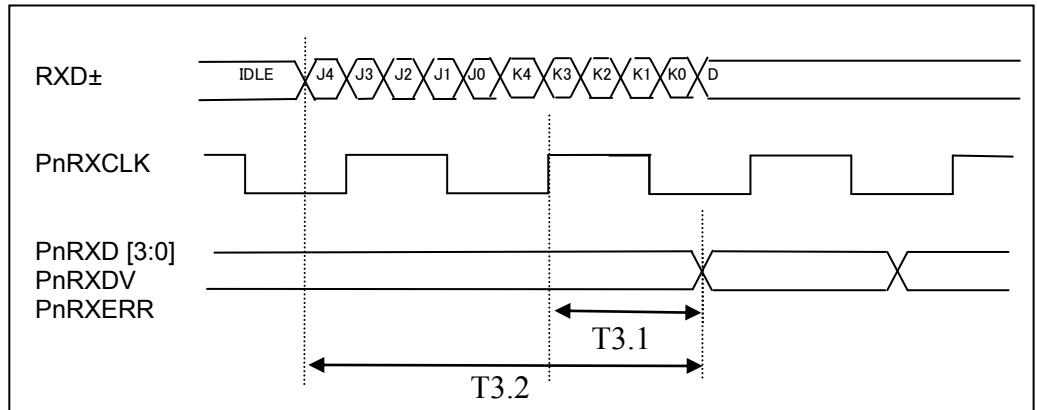 RXD±
IDLE J4 J3 J2 J1 J0 K4 K3 K2 K1 K0 D
PnRXCLK
PnRXD [3:0]
PnRXDV
PnRXERR
T3.1
T3.2